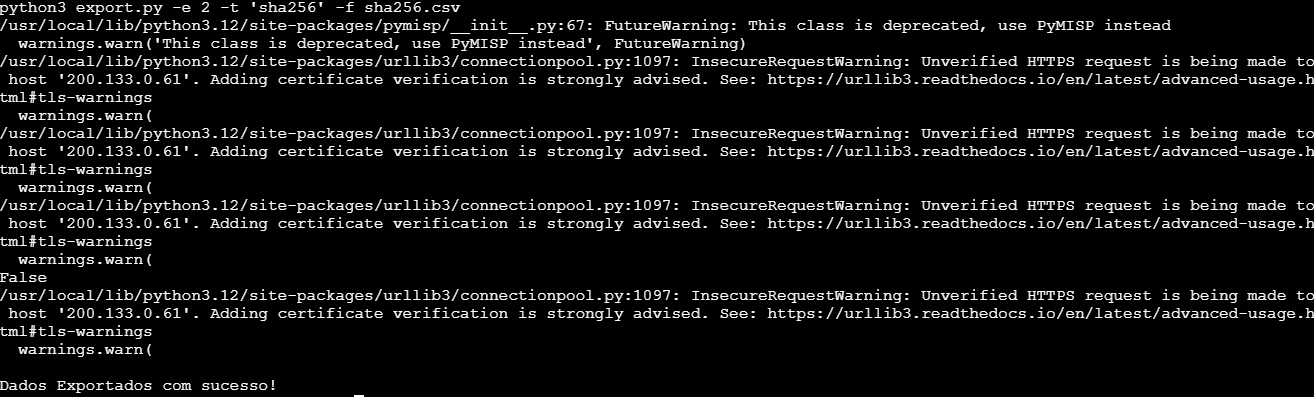 python3 export.py -e 2 -t 'sha256' -f sha256.csv
/usr/local/lib/python3.12/site-packages/pymisp/__init__.py:67: FutureWarning: This class is deprecated, use PyMISP instead
  warnings.warn('This class is deprecated, use PyMISP instead', FutureWarning)
/usr/local/lib/python3.12/site-packages/urllib3/connectionpool.py:1097: InsecureRequestWarning: Unverified HTTPS request is being made to
 host '200.133.0.61'. Adding certificate verification is strongly advised. See: https://urllib3.readthedocs.io/en/latest/advanced-usage.h
tml#tls-warnings
  warnings.warn(
/usr/local/lib/python3.12/site-packages/urllib3/connectionpool.py:1097: InsecureRequestWarning: Unverified HTTPS request is being made to
 host '200.133.0.61'. Adding certificate verification is strongly advised. See: https://urllib3.readthedocs.io/en/latest/advanced-usage.h
tml#tls-warnings
  warnings.warn(
/usr/local/lib/python3.12/site-packages/urllib3/connectionpool.py:1097: InsecureRequestWarning: Unverified HTTPS request is being made to
 host '200.133.0.61'. Adding certificate verification is strongly advised. See: https://urllib3.readthedocs.io/en/latest/advanced-usage.h
tml#tls-warnings
  warnings.warn(
False
/usr/local/lib/python3.12/site-packages/urllib3/connectionpool.py:1097: InsecureRequestWarning: Unverified HTTPS request is being made to
 host '200.133.0.61'. Adding certificate verification is strongly advised. See: https://urllib3.readthedocs.io/en/latest/advanced-usage.h
tml#tls-warnings
  warnings.warn(

Dados Exportados com sucesso!